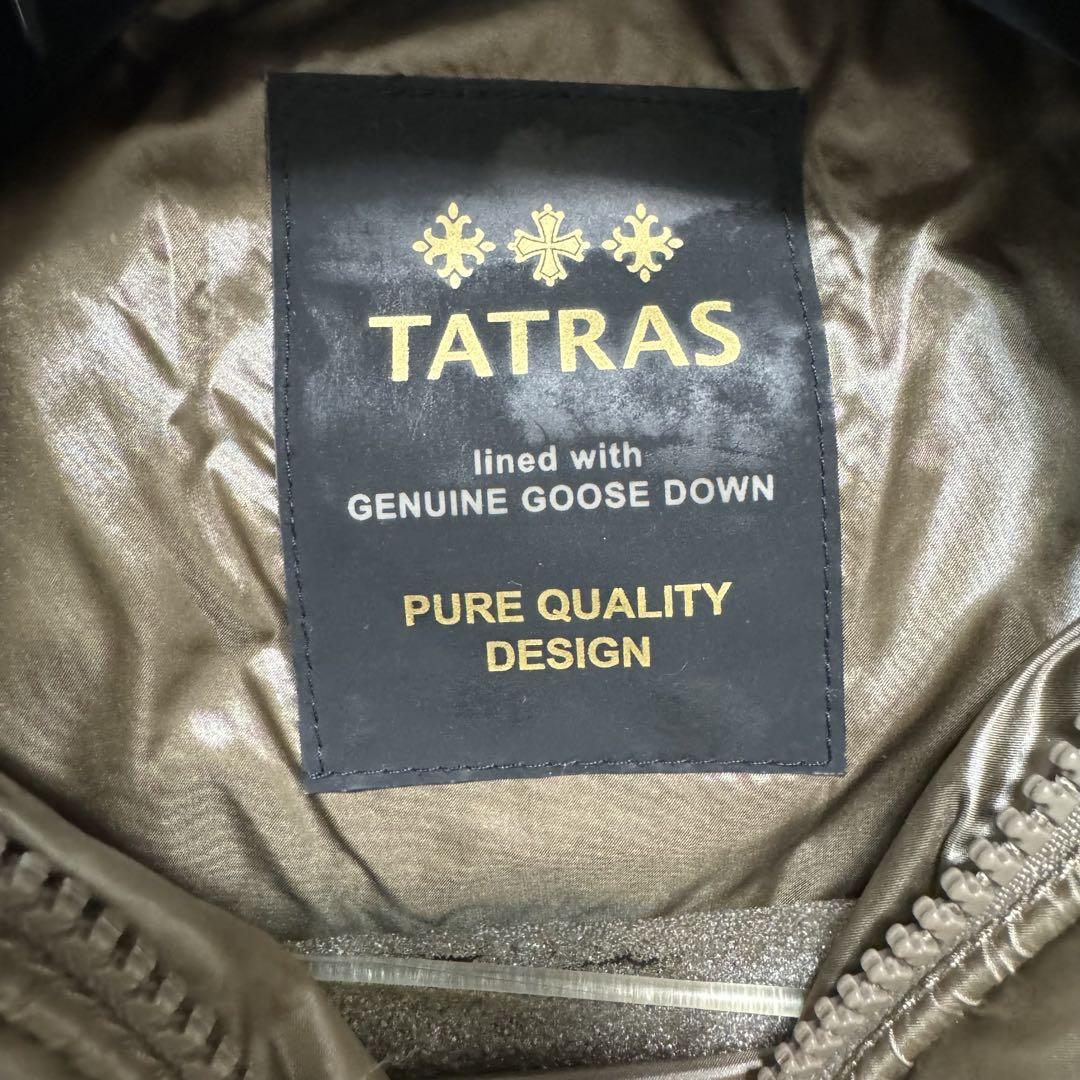 TATRAS
lined with
GENUINE GOOSE DOWN
PURE QUALITY
DESIGN